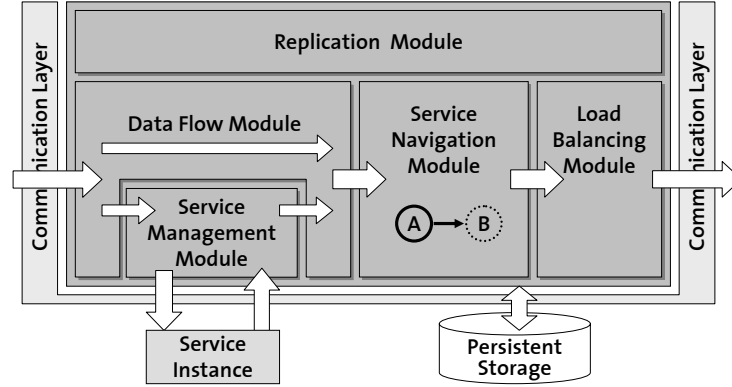 Communication Layer
Replication Module
Data Flow Module
Service
Management
Module
Service
Navigation
Module
A
B
Load
Balancing
Module
Communication Layer
Service
Instance
Persistent
Storage